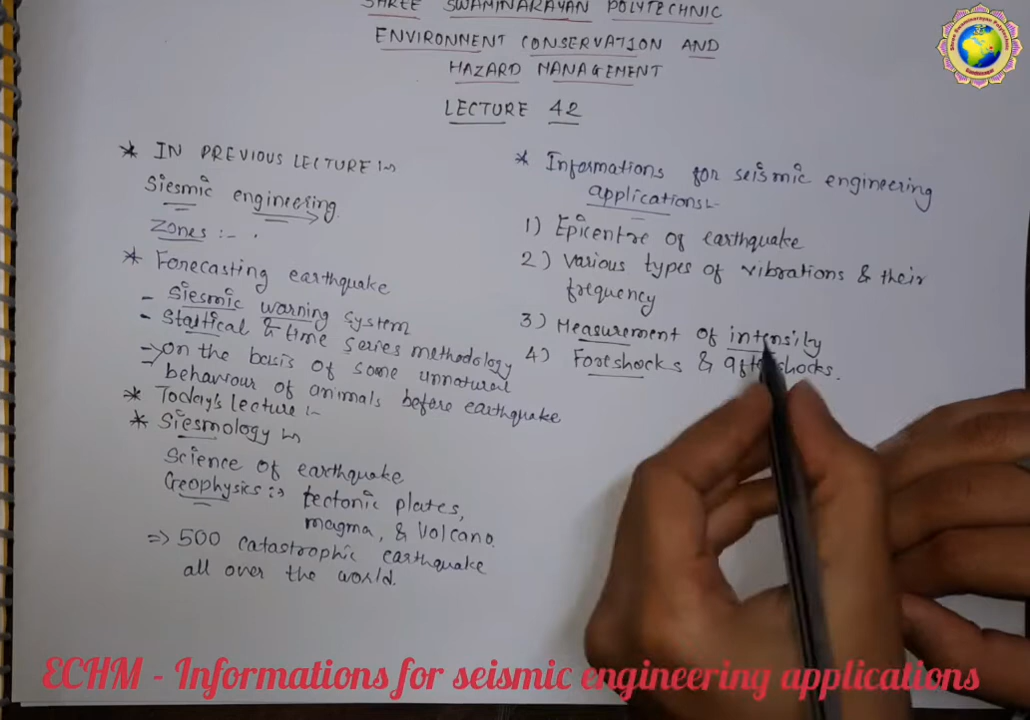 SHREE SWAMINARAYAN POLYTECHNIC
ENVIRONMENT CONSERVATION AND
HAZARD MANAGEMENT
LECTURE 42
* IN PREVIOUS LECTURE :-
Siesmic engineering
Zones :-
* Forecasting earthquake
- Siesmic warning system
- Stastical & time series methodology
=> on the basis of some unnatural
behaviour of animals before earthquake
* Today's lecture :-
* Siesmology :-
Science of earthquake
Geophysics :-> tectonic plates,
magma, & volcano.
=> 500 catastrophic earthquake
all over the world.
* Informations for seismic engineering
applications :-
1) Epicentre of earthquake
2) Various types of vibrations & their
frequency
3) Measurement of intensity
4) Foreshocks & aftershocks.
ECHM - Informations for seismic engineering applications